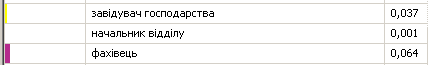 завідувач господарства 0,037
начальник відділу 0,001
фахівець 0,064